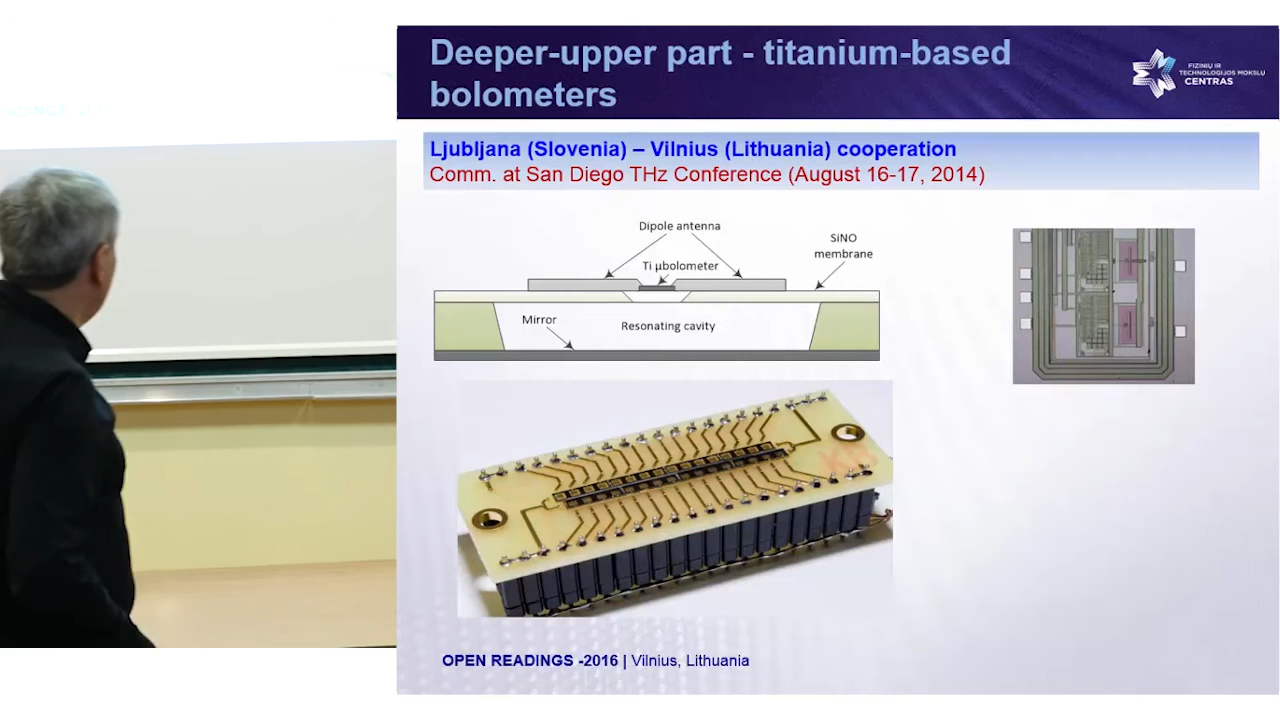 Deeper-upper part - titanium-based
bolometers
FIZINIŲ IR
TECHNOLOGIJOS MOKSLŲ
CENTRAS
Ljubljana (Slovenia) – Vilnius (Lithuania) cooperation
Comm. at San Diego THz Conference (August 16-17, 2014)
Dipole antenna
Ti µbolometer
SiNO
membrane
Mirror
Resonating cavity
OPEN READINGS -2016 | Vilnius, Lithuania